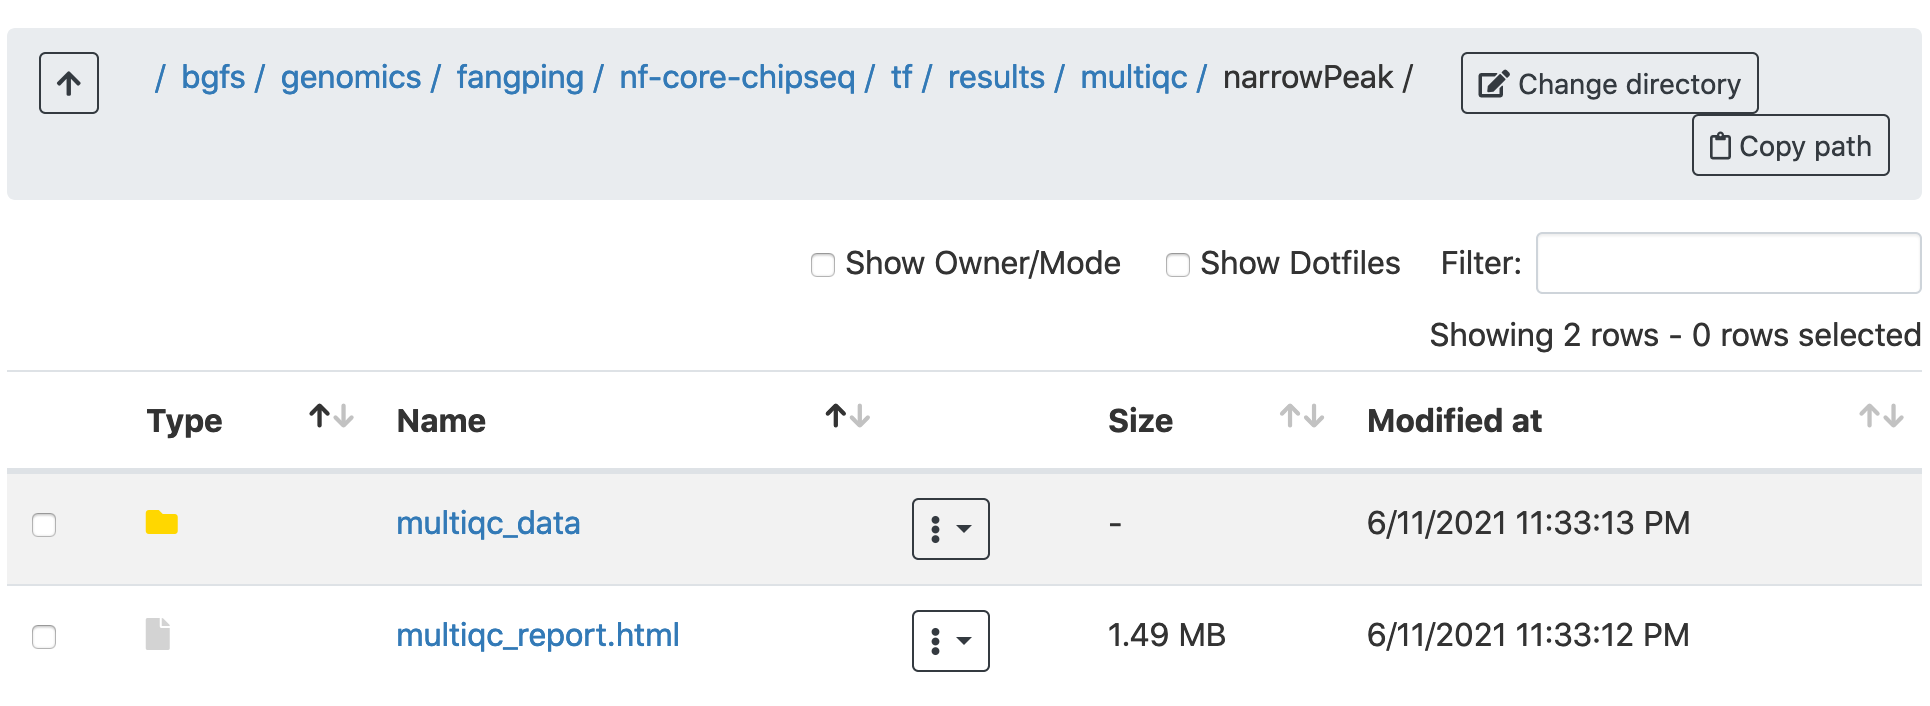 / bgfs / genomics / fangping / nf-core-chipseq / tf / results / multiqc / narrowPeak / Change directory
Copy path
Show Owner/Mode Show Dotfiles Filter:
Showing 2 rows - 0 rows selected
Type Name Size Modified at
multiqc_data - 6/11/2021 11:33:13 PM
multiqc_report.html 1.49 MB 6/11/2021 11:33:12 PM